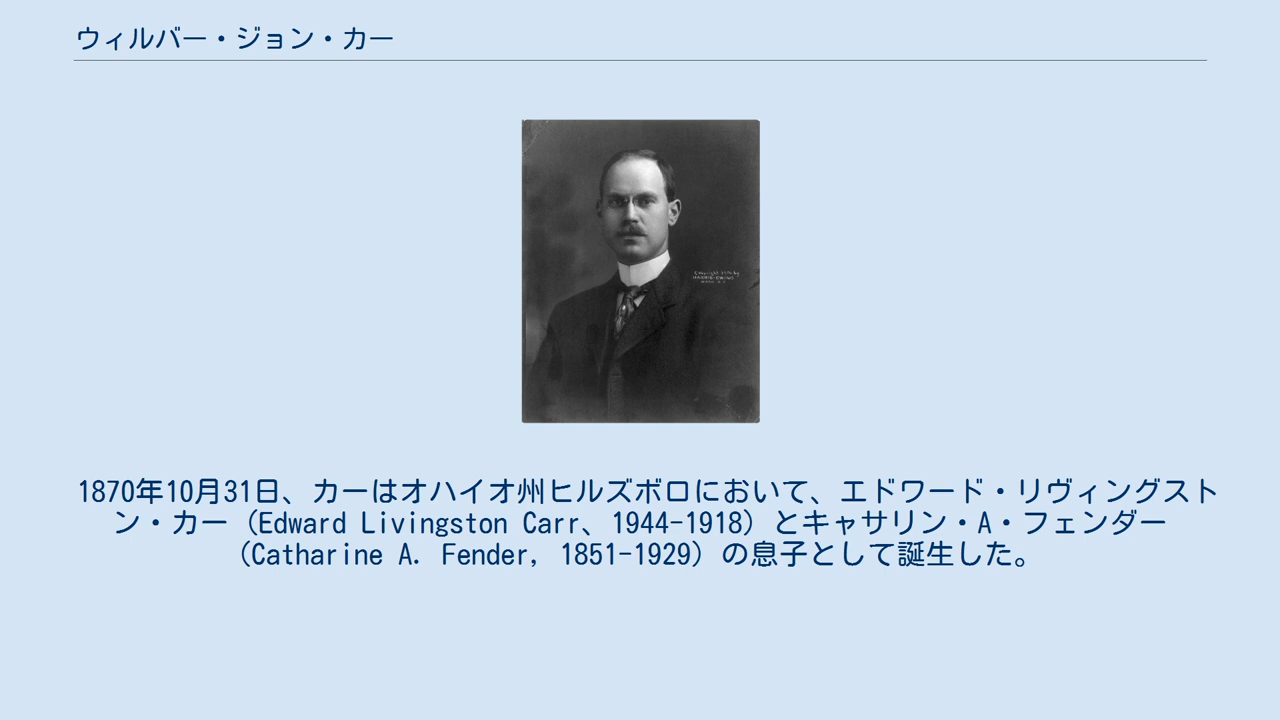 ウィルバー・ジョン・カー
1870年10月31日、カーはオハイオ州ヒルズボロにおいて、エドワード・リヴィングスト
ン・カー（Edward Livingston Carr、1944-1918）とキャサリン・A・フェンダー
（Catharine A. Fender, 1851-1929）の息子として誕生した。